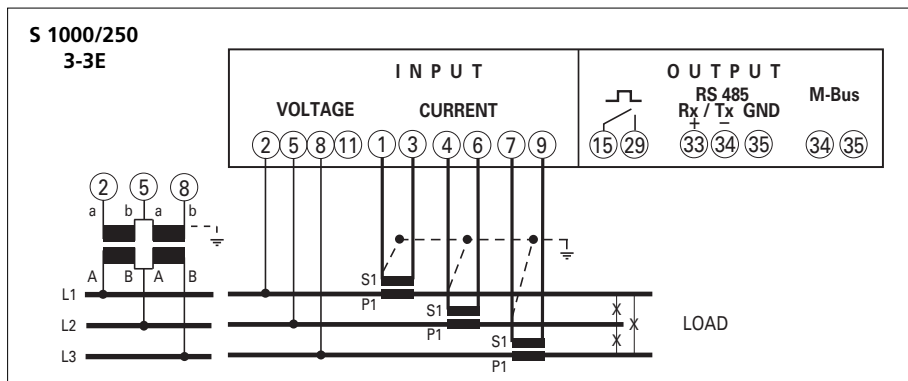 S 1000/250
3-3E
I N P U T
O U T P U T
VOLTAGE
CURRENT
RS 485
Rx / Tx GND
+ −
M-Bus
2 5 8 11 1 3 4 6 7 9
15 29 33 34 35 34 35
2 5 8
a b a b
A B A B
S1
P1
S1
P1
S1
P1
L1
L2
L3
X
X X
X
LOAD